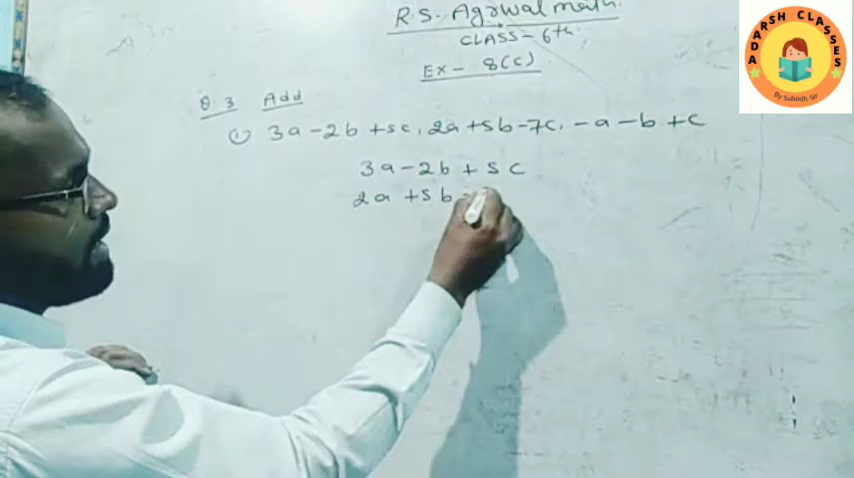 R.S. Agarwal math.
CLASS - 6th.
Ex - 8(c)
Q.3 Add
(i) 3a - 2b + 5c, 2a + 5b - 7c, - a - b + c
3a - 2b + 5c
2a + 5b -
ADARSH CLASSES
By Subodh Sir